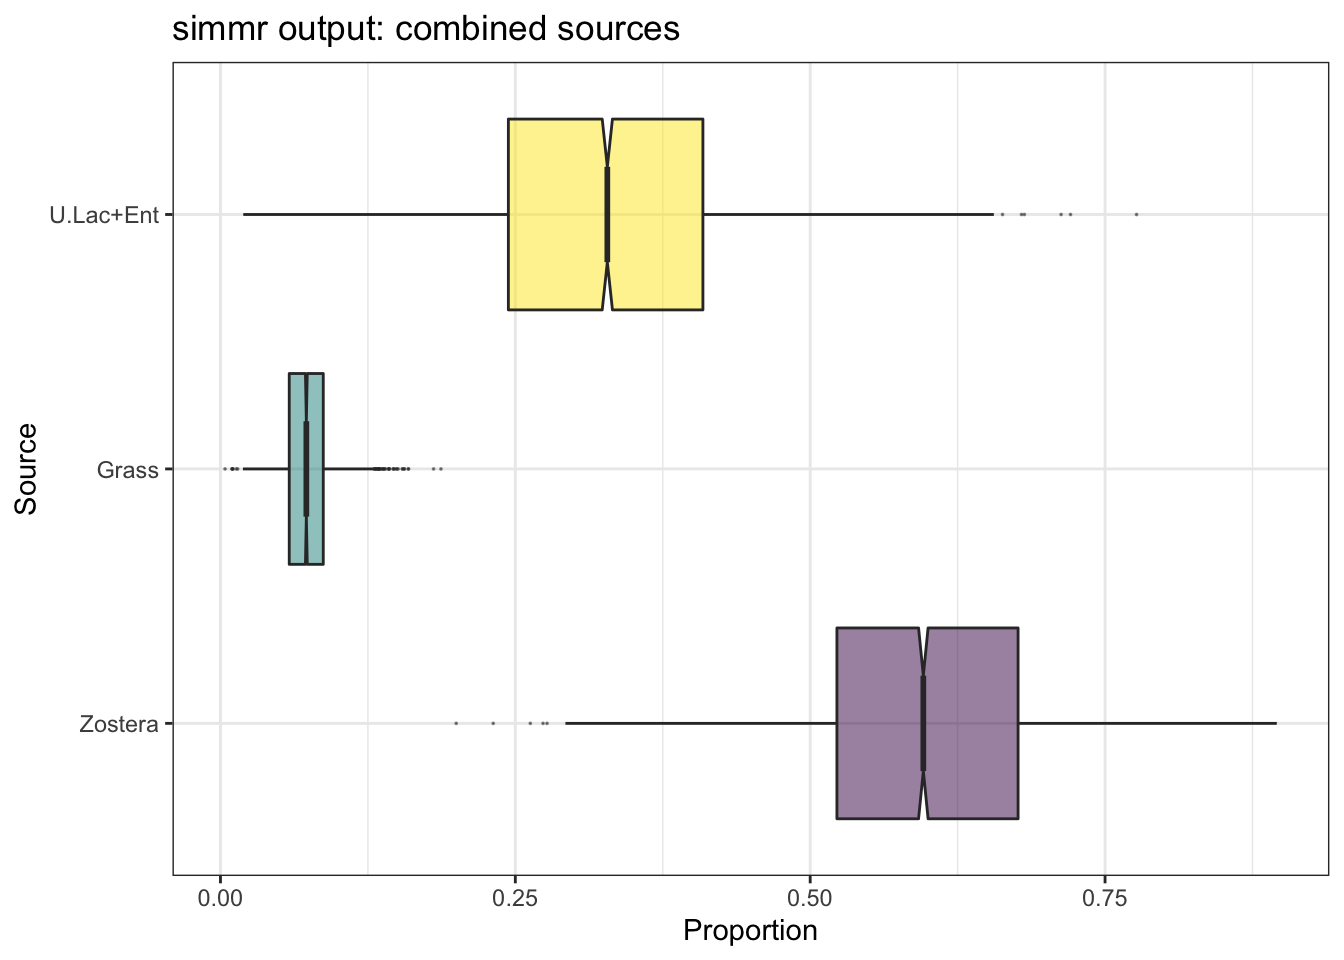 simmr output: combined sources
U.Lac+Ent
Grass
Zostera
Source
0.00 0.25 0.50 0.75
Proportion